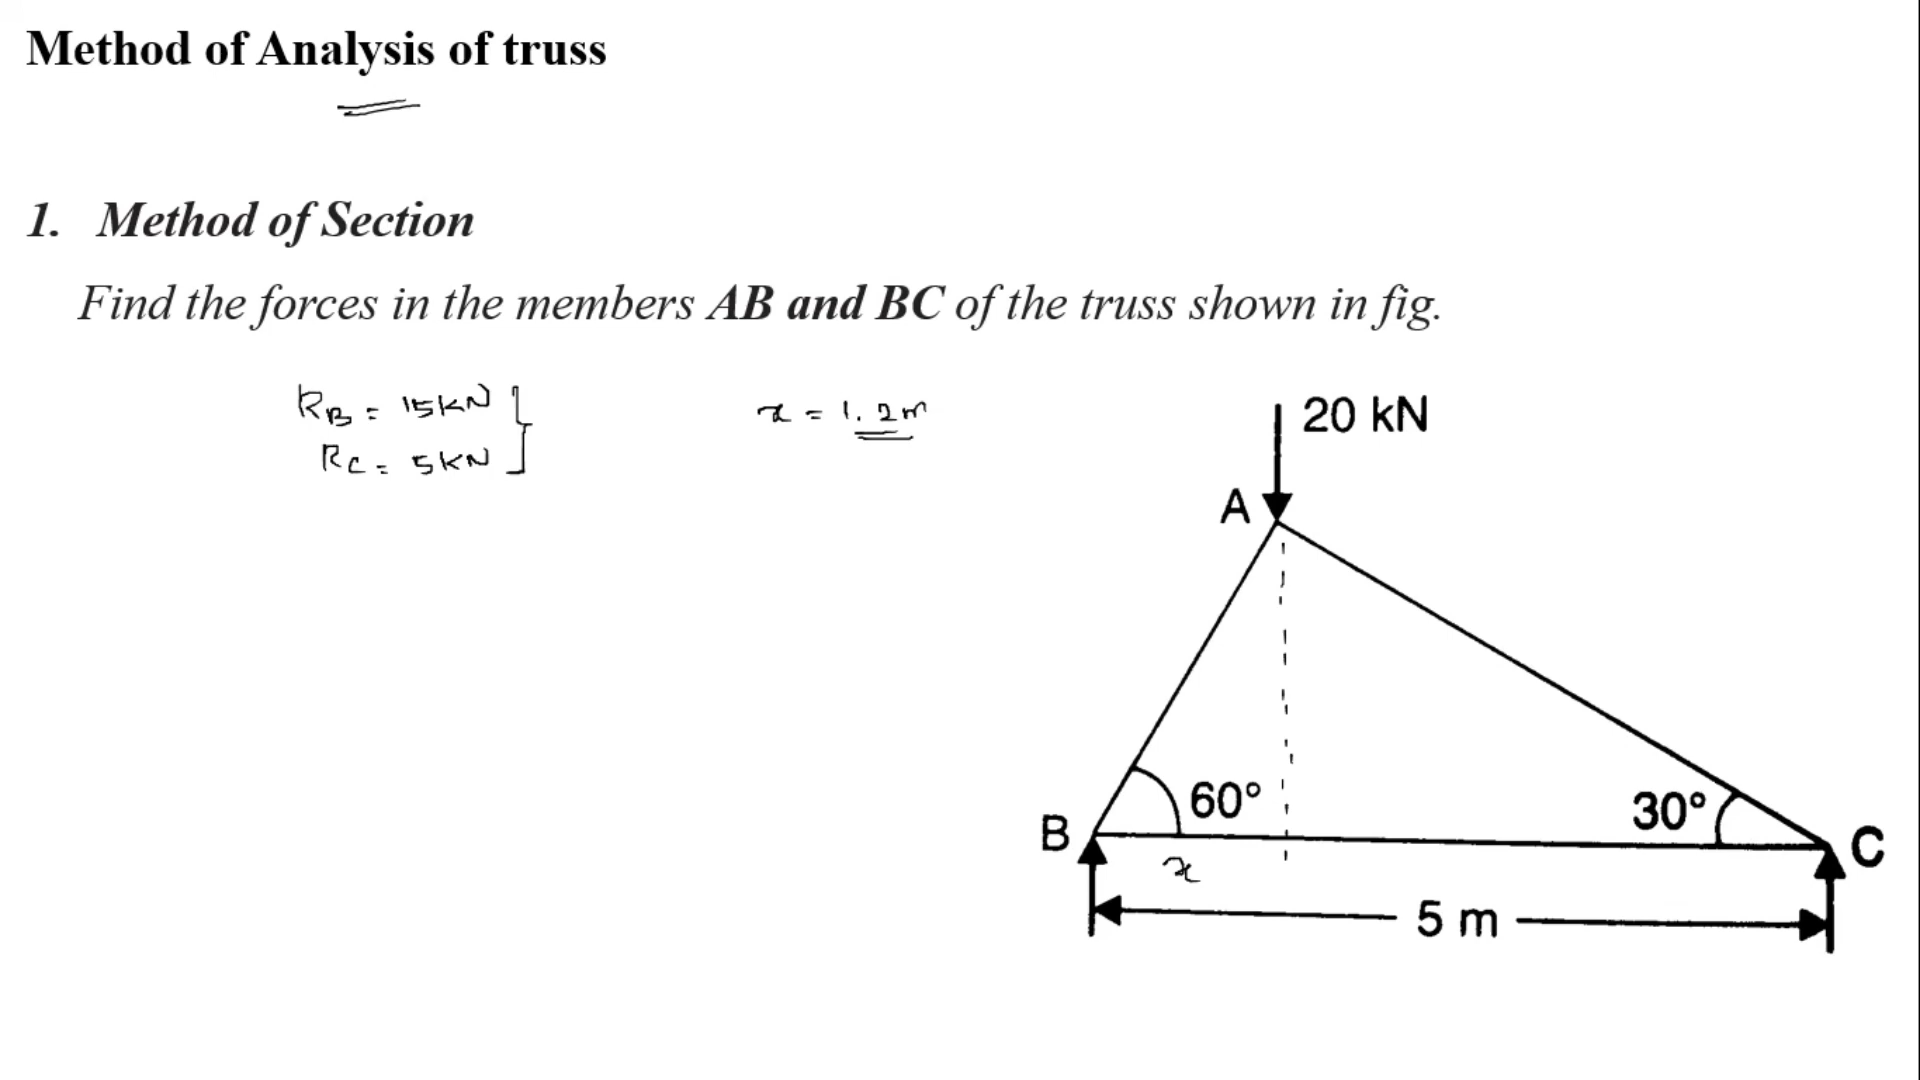 Method of Analysis of truss
1. Method of Section
Find the forces in the members AB and BC of the truss shown in fig.
RB = 15KN
RC = 5KN
x = 1.2m
20 kN
A
60°
30°
B
C
x
5 m